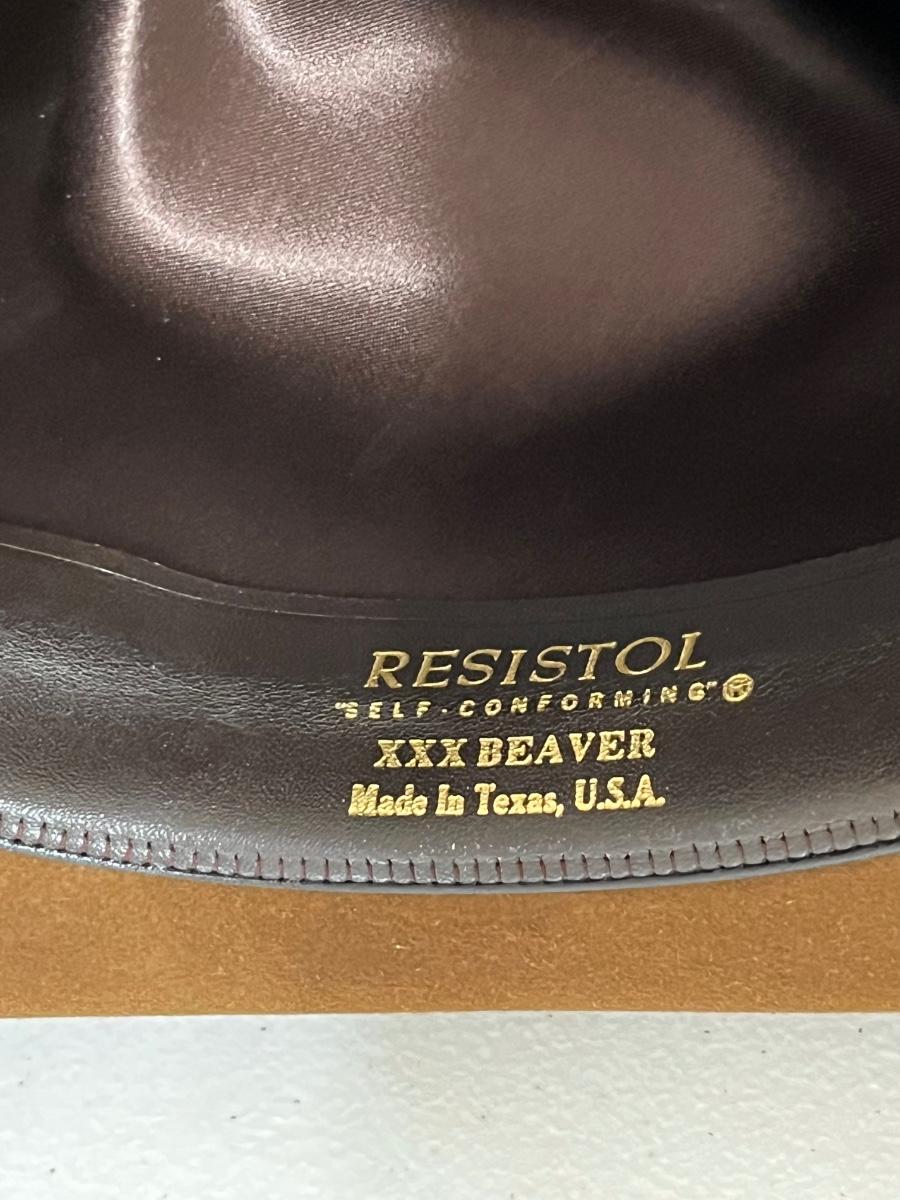 RESISTOL
"SELF-CONFORMING"®
XXX BEAVER
Made In Texas, U.S.A.